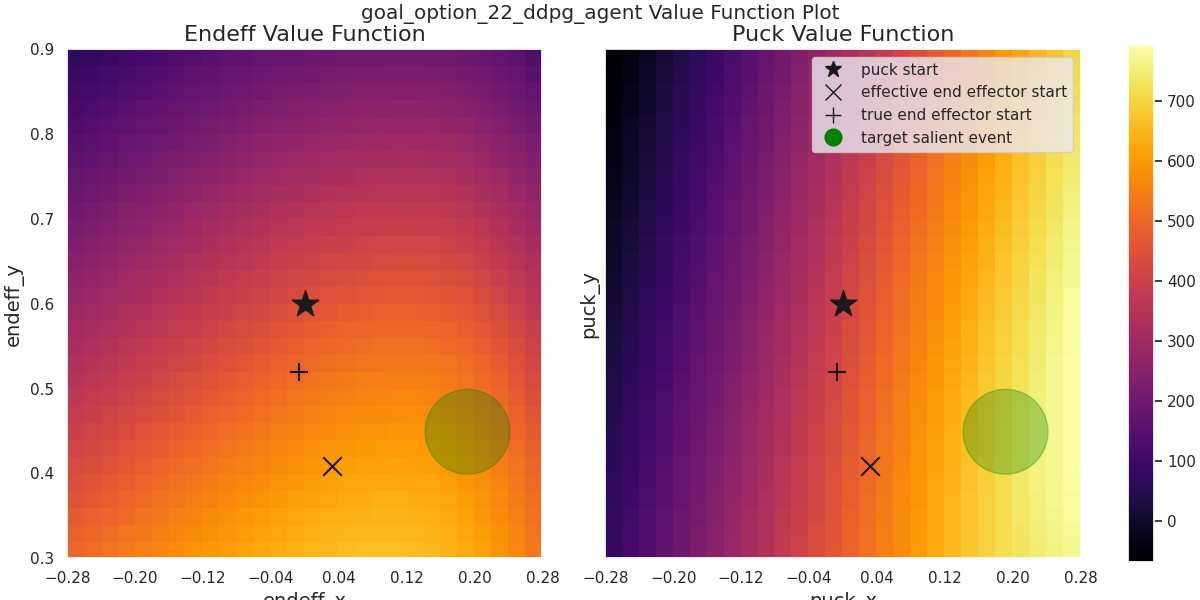 goal_option_22_ddpg_agent Value Function Plot
Endeff Value Function
Puck Value Function
0.9
0.8
0.7
0.6
0.5
0.4
0.3
endeff_y
−0.28 −0.20 −0.12 −0.04 0.04 0.12 0.20 0.28
endeff_x
puck start
effective end effector start
true end effector start
target salient event
puck_y
−0.28 −0.20 −0.12 −0.04 0.04 0.12 0.20 0.28
puck_x
700
600
500
400
300
200
100
0